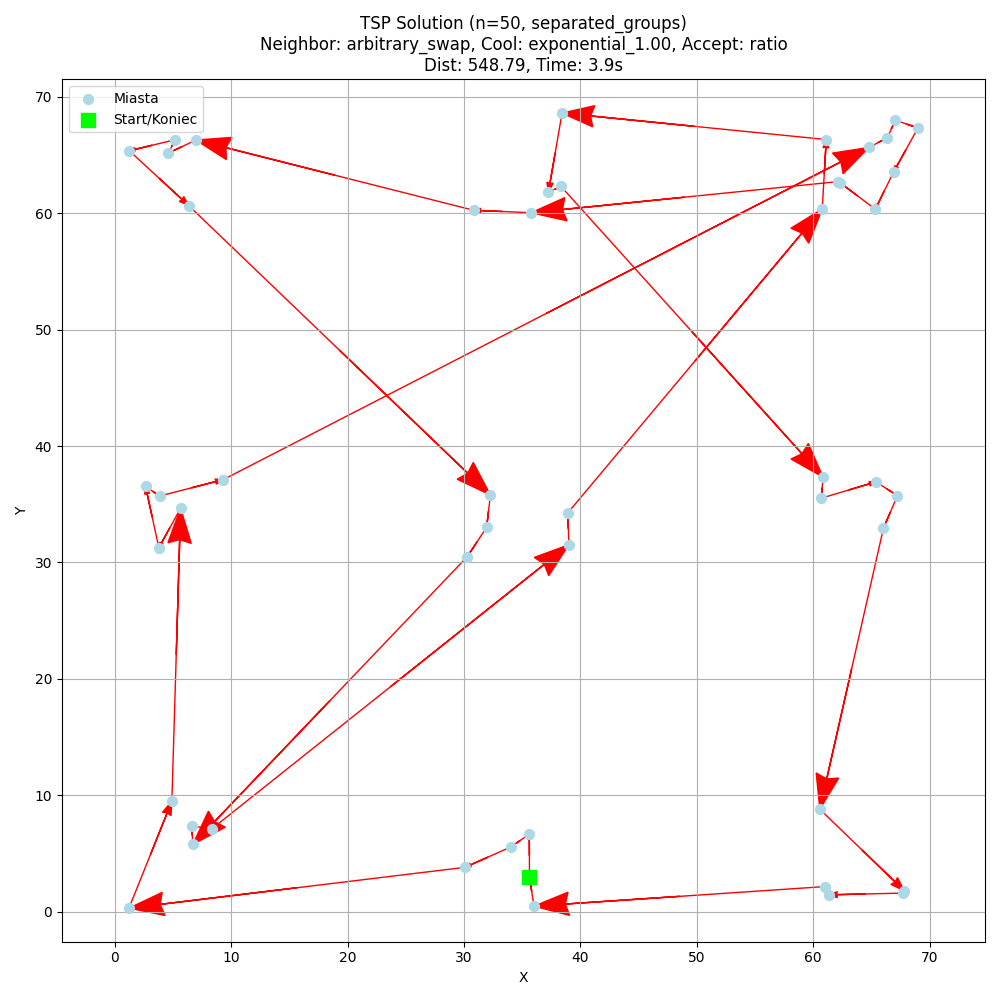 TSP Solution (n=50, separated_groups)
Neighbor: arbitrary_swap, Cool: exponential_1.00, Accept: ratio
Dist: 548.79, Time: 3.9s
Miasta
Start/Koniec
70
60
50
40
30
20
10
0
Y
0 10 20 30 40 50 60 70
X